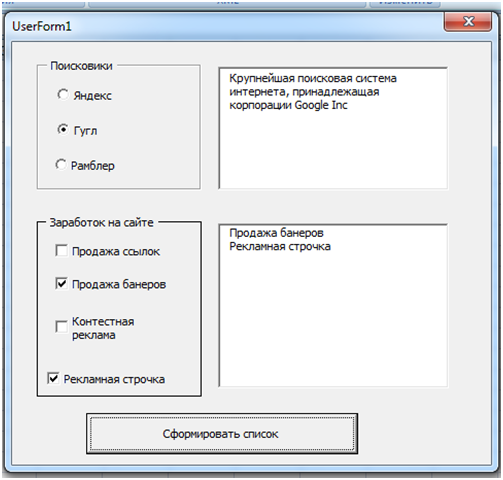 UserForm1
Поисковики
Яндекс
Гугл
Рамблер
Крупнейшая поисковая система
интернета, принадлежащая
корпорации Google Inc
Заработок на сайте
Продажа ссылок
Продажа банеров
Контестная
реклама
Рекламная строчка
Продажа банеров
Рекламная строчка
Сформировать список